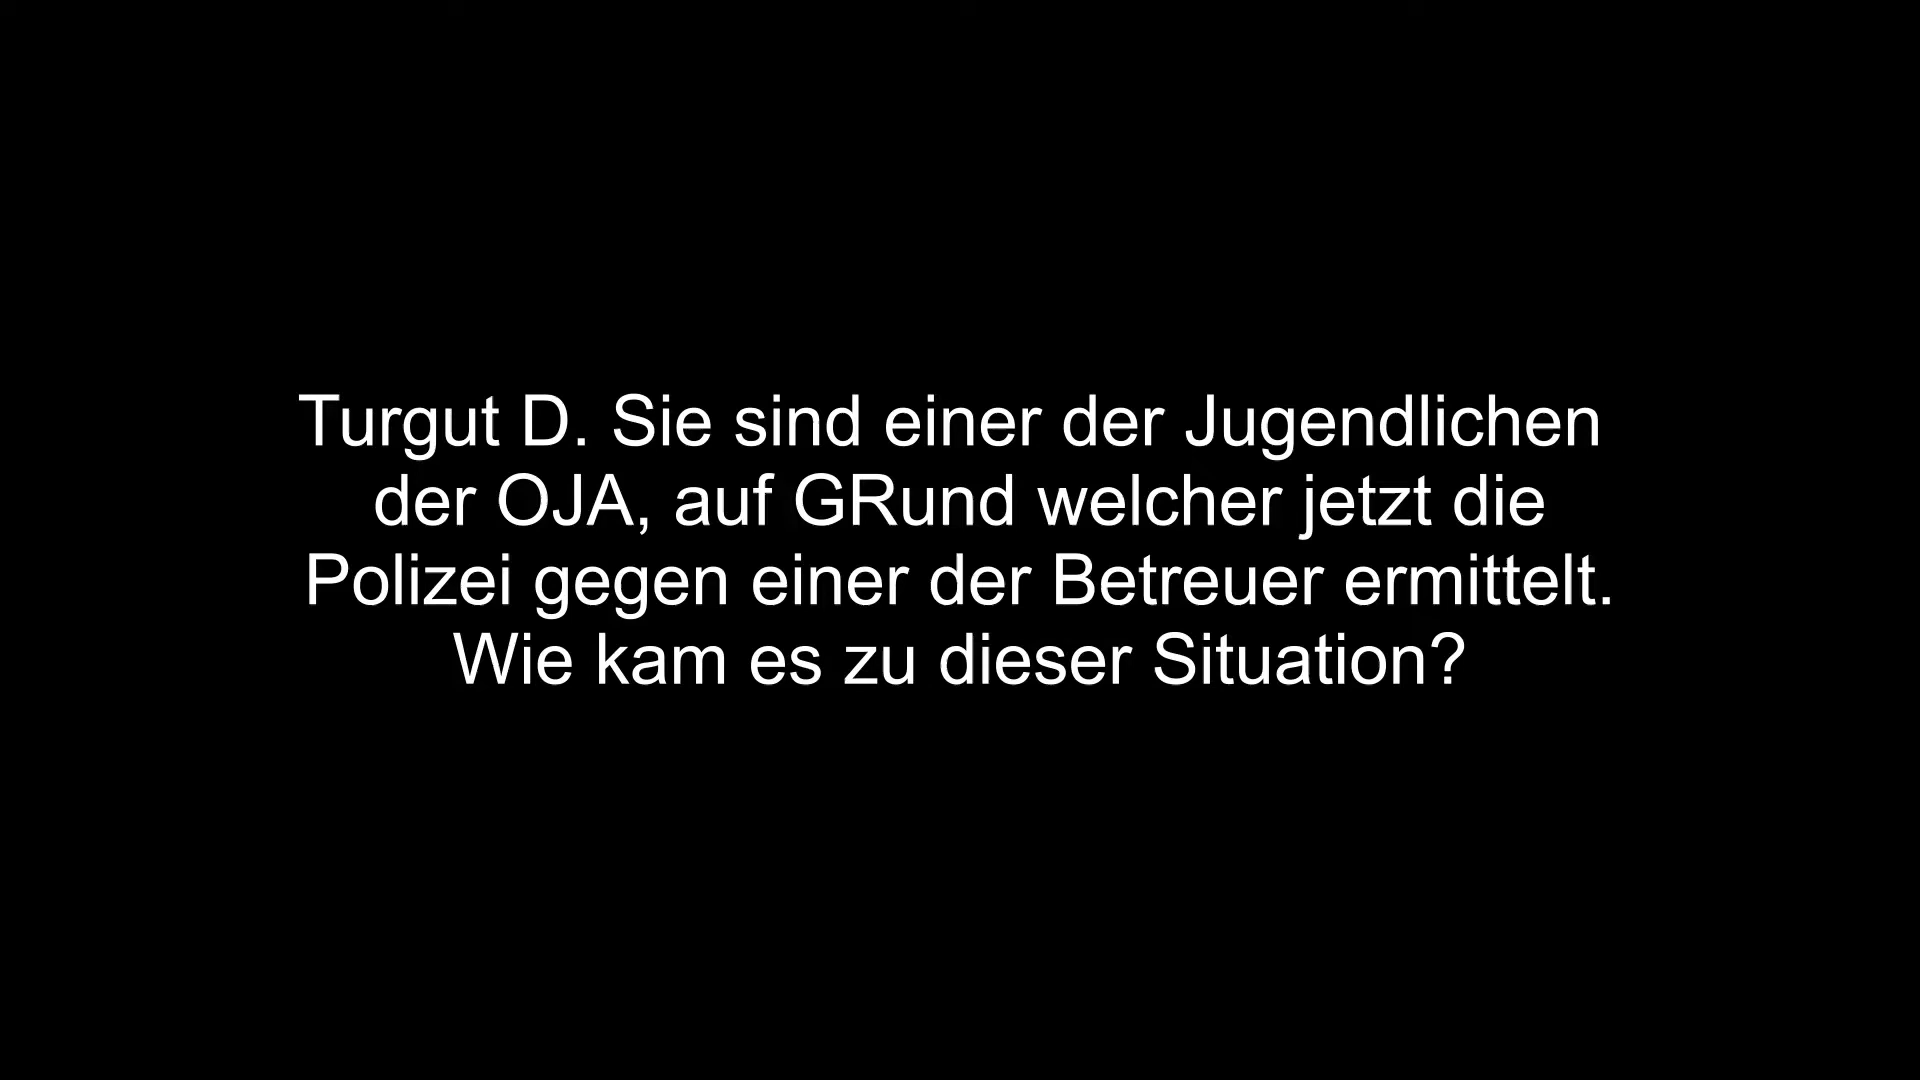 Turgut D. Sie sind einer der Jugendlichen
der OJA, auf GRund welcher jetzt die
Polizei gegen einer der Betreuer ermittelt.
Wie kam es zu dieser Situation?